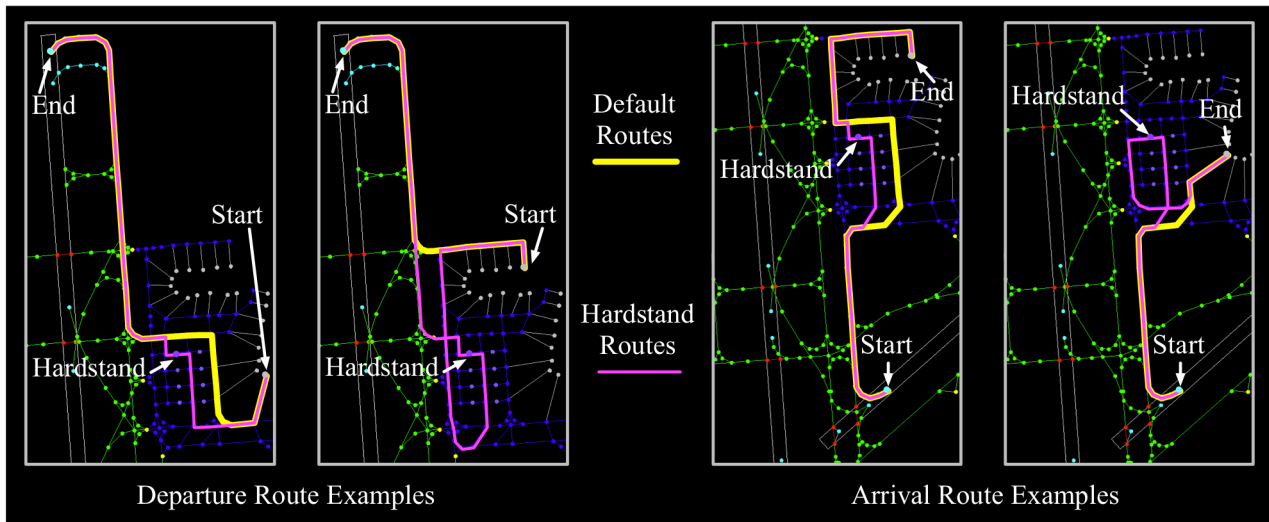 End
Start
Hardstand
End
Start
Hardstand
Default
Routes
Hardstand
Routes
End
Hardstand
Start
Hardstand
End
Start
Departure Route Examples
Arrival Route Examples